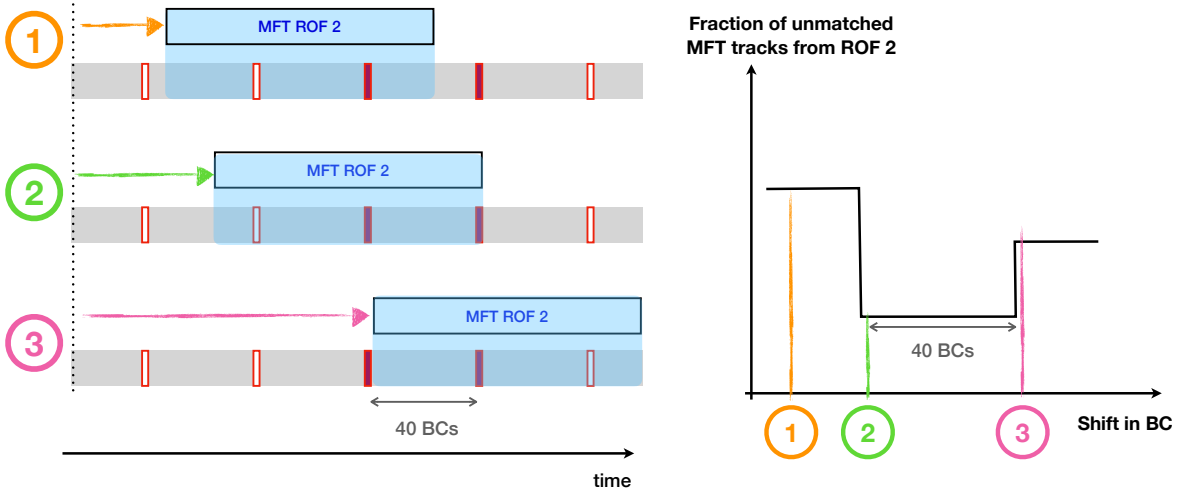 1
MFT ROF 2
2
MFT ROF 2
3
MFT ROF 2
40 BCs
time
Fraction of unmatched
MFT tracks from ROF 2
40 BCs
1
2
3
Shift in BC